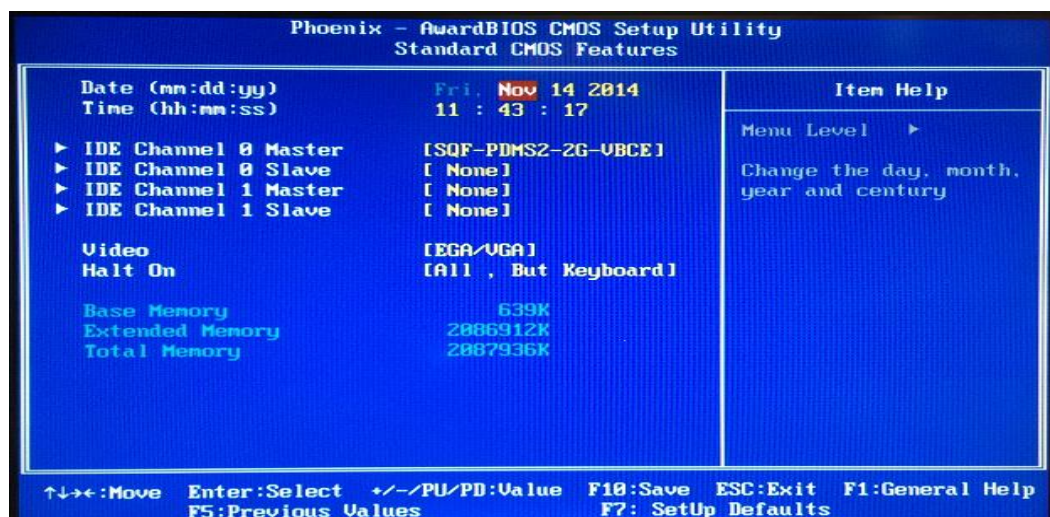 Phoenix - AwardBIOS CMOS Setup Utility
Standard CMOS Features
Date (mm:dd:yy) Fri, Nov 14 2014
Time (hh:mm:ss) 11 : 43 : 17
► IDE Channel 0 Master [SQF-PDMS2-2G-VBCE]
► IDE Channel 0 Slave [ None]
► IDE Channel 1 Master [ None]
► IDE Channel 1 Slave [ None]
Video [EGA/VGA]
Halt On [All , But Keyboard]
Base Memory 639K
Extended Memory 2086912K
Total Memory 2087936K
Item Help
Menu Level ►
Change the day, month,
year and century
↑↓→←:Move Enter:Select +/-/PU/PD:Value F10:Save ESC:Exit F1:General Help
F5:Previous Values F7: SetUp Defaults